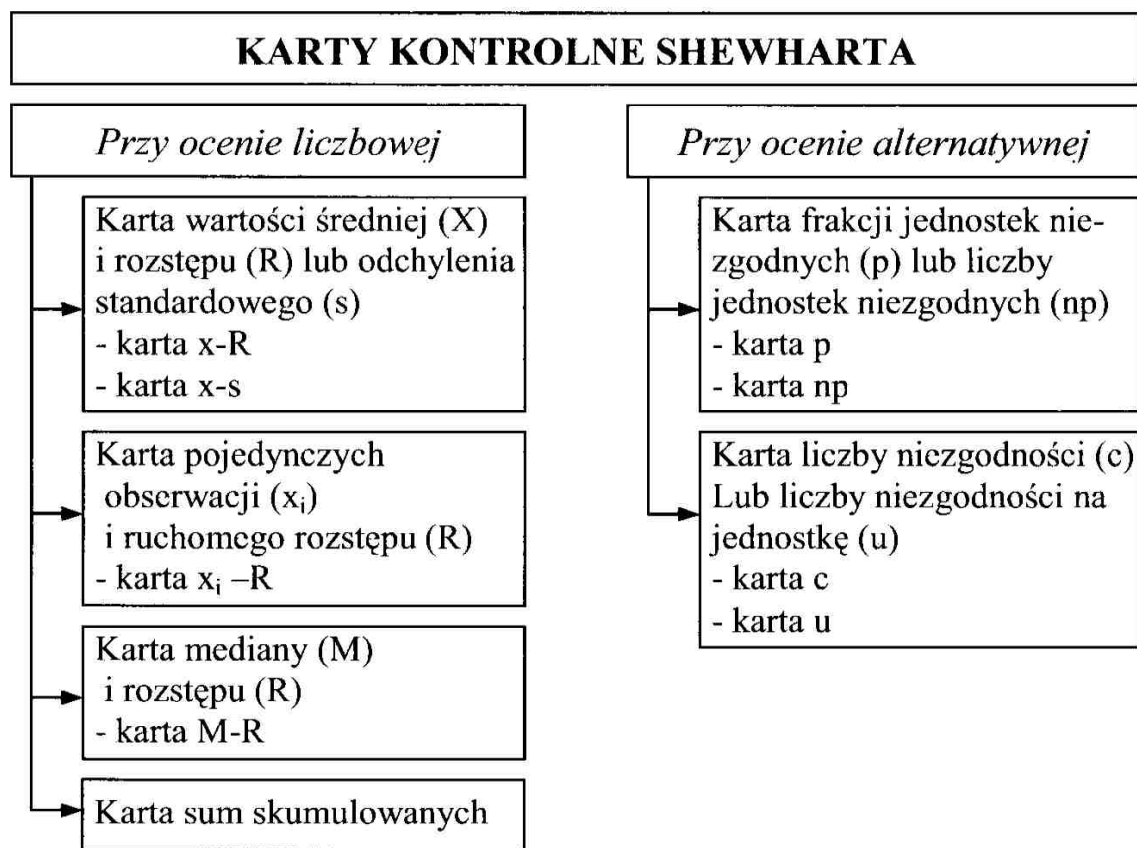 KARTY KONTROLNE SHEWHARTA
Przy ocenie liczbowej
Karta wartości średniej (X)
i rozstępu (R) lub odchylenia
standardowego (s)
- karta x-R
- karta x-s
Karta pojedynczych
obserwacji (xᵢ)
i ruchomego rozstępu (R)
- karta xᵢ –R
Karta mediany (M)
i rozstępu (R)
- karta M-R
Karta sum skumulowanych
Przy ocenie alternatywnej
Karta frakcji jednostek nie-
zgodnych (p) lub liczby
jednostek niezgodnych (np)
- karta p
- karta np
Karta liczby niezgodności (c)
Lub liczby niezgodności na
jednostkę (u)
- karta c
- karta u